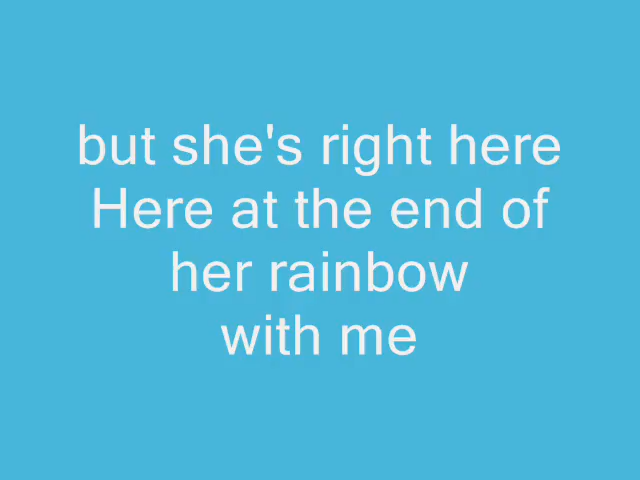 but she's right here
Here at the end of
her rainbow
with me